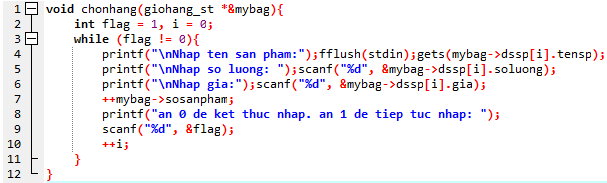 1 void chonhang(giohang_st *&mybag){
2 int flag = 1, i = 0;
3 while (flag != 0){
4 printf("\nNhap ten san pham:");fflush(stdin);gets(mybag->dssp[i].tensp);
5 printf("\nNhap so luong: ");scanf("%d", &mybag->dssp[i].soluong);
6 printf("\nNhap gia:");scanf("%d", &mybag->dssp[i].gia);
7 ++mybag->sosanpham;
8 printf("an 0 de ket thuc nhap. an 1 de tiep tuc nhap: ");
9 scanf("%d", &flag);
10 ++i;
11 }
12 }